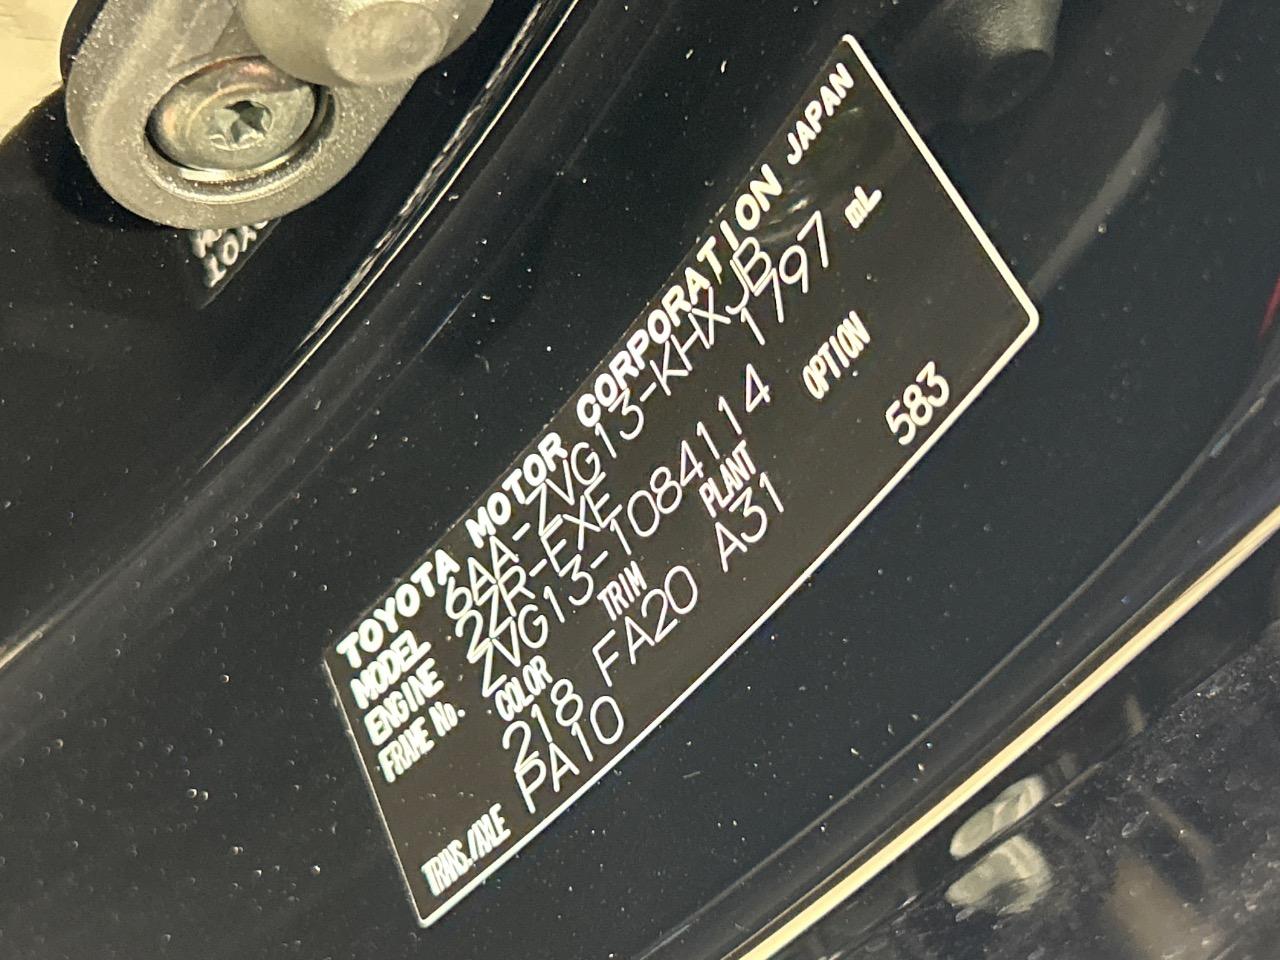 TOYOTA MOTOR CORPORATION JAPAN
MODEL 6AA-ZVG13-KHXJB
ENGINE 2ZR-EXE 1797 mL
FRAME No. ZVG13-1084114
COLOR TRIM PLANT OPTION
218 FA20 A31 583
TRANS./AXLE PA10